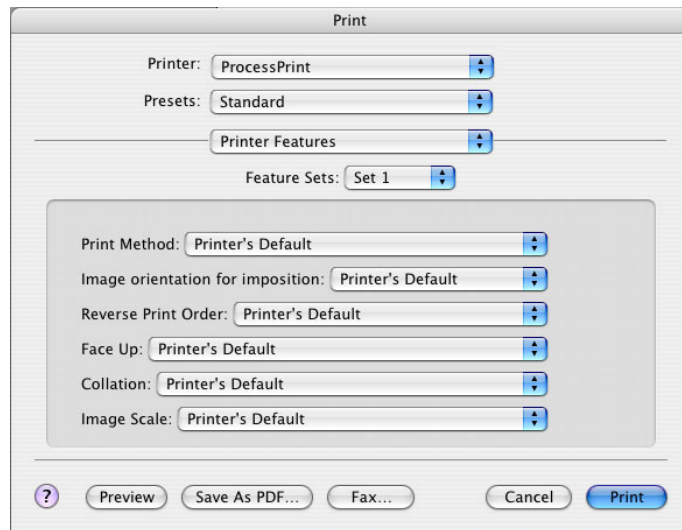 Print
Printer: ProcessPrint
Presets: Standard
Printer Features
Feature Sets: Set 1
Print Method: Printer's Default
Image orientation for imposition: Printer's Default
Reverse Print Order: Printer's Default
Face Up: Printer's Default
Collation: Printer's Default
Image Scale: Printer's Default
? Preview Save As PDF... Fax... Cancel Print